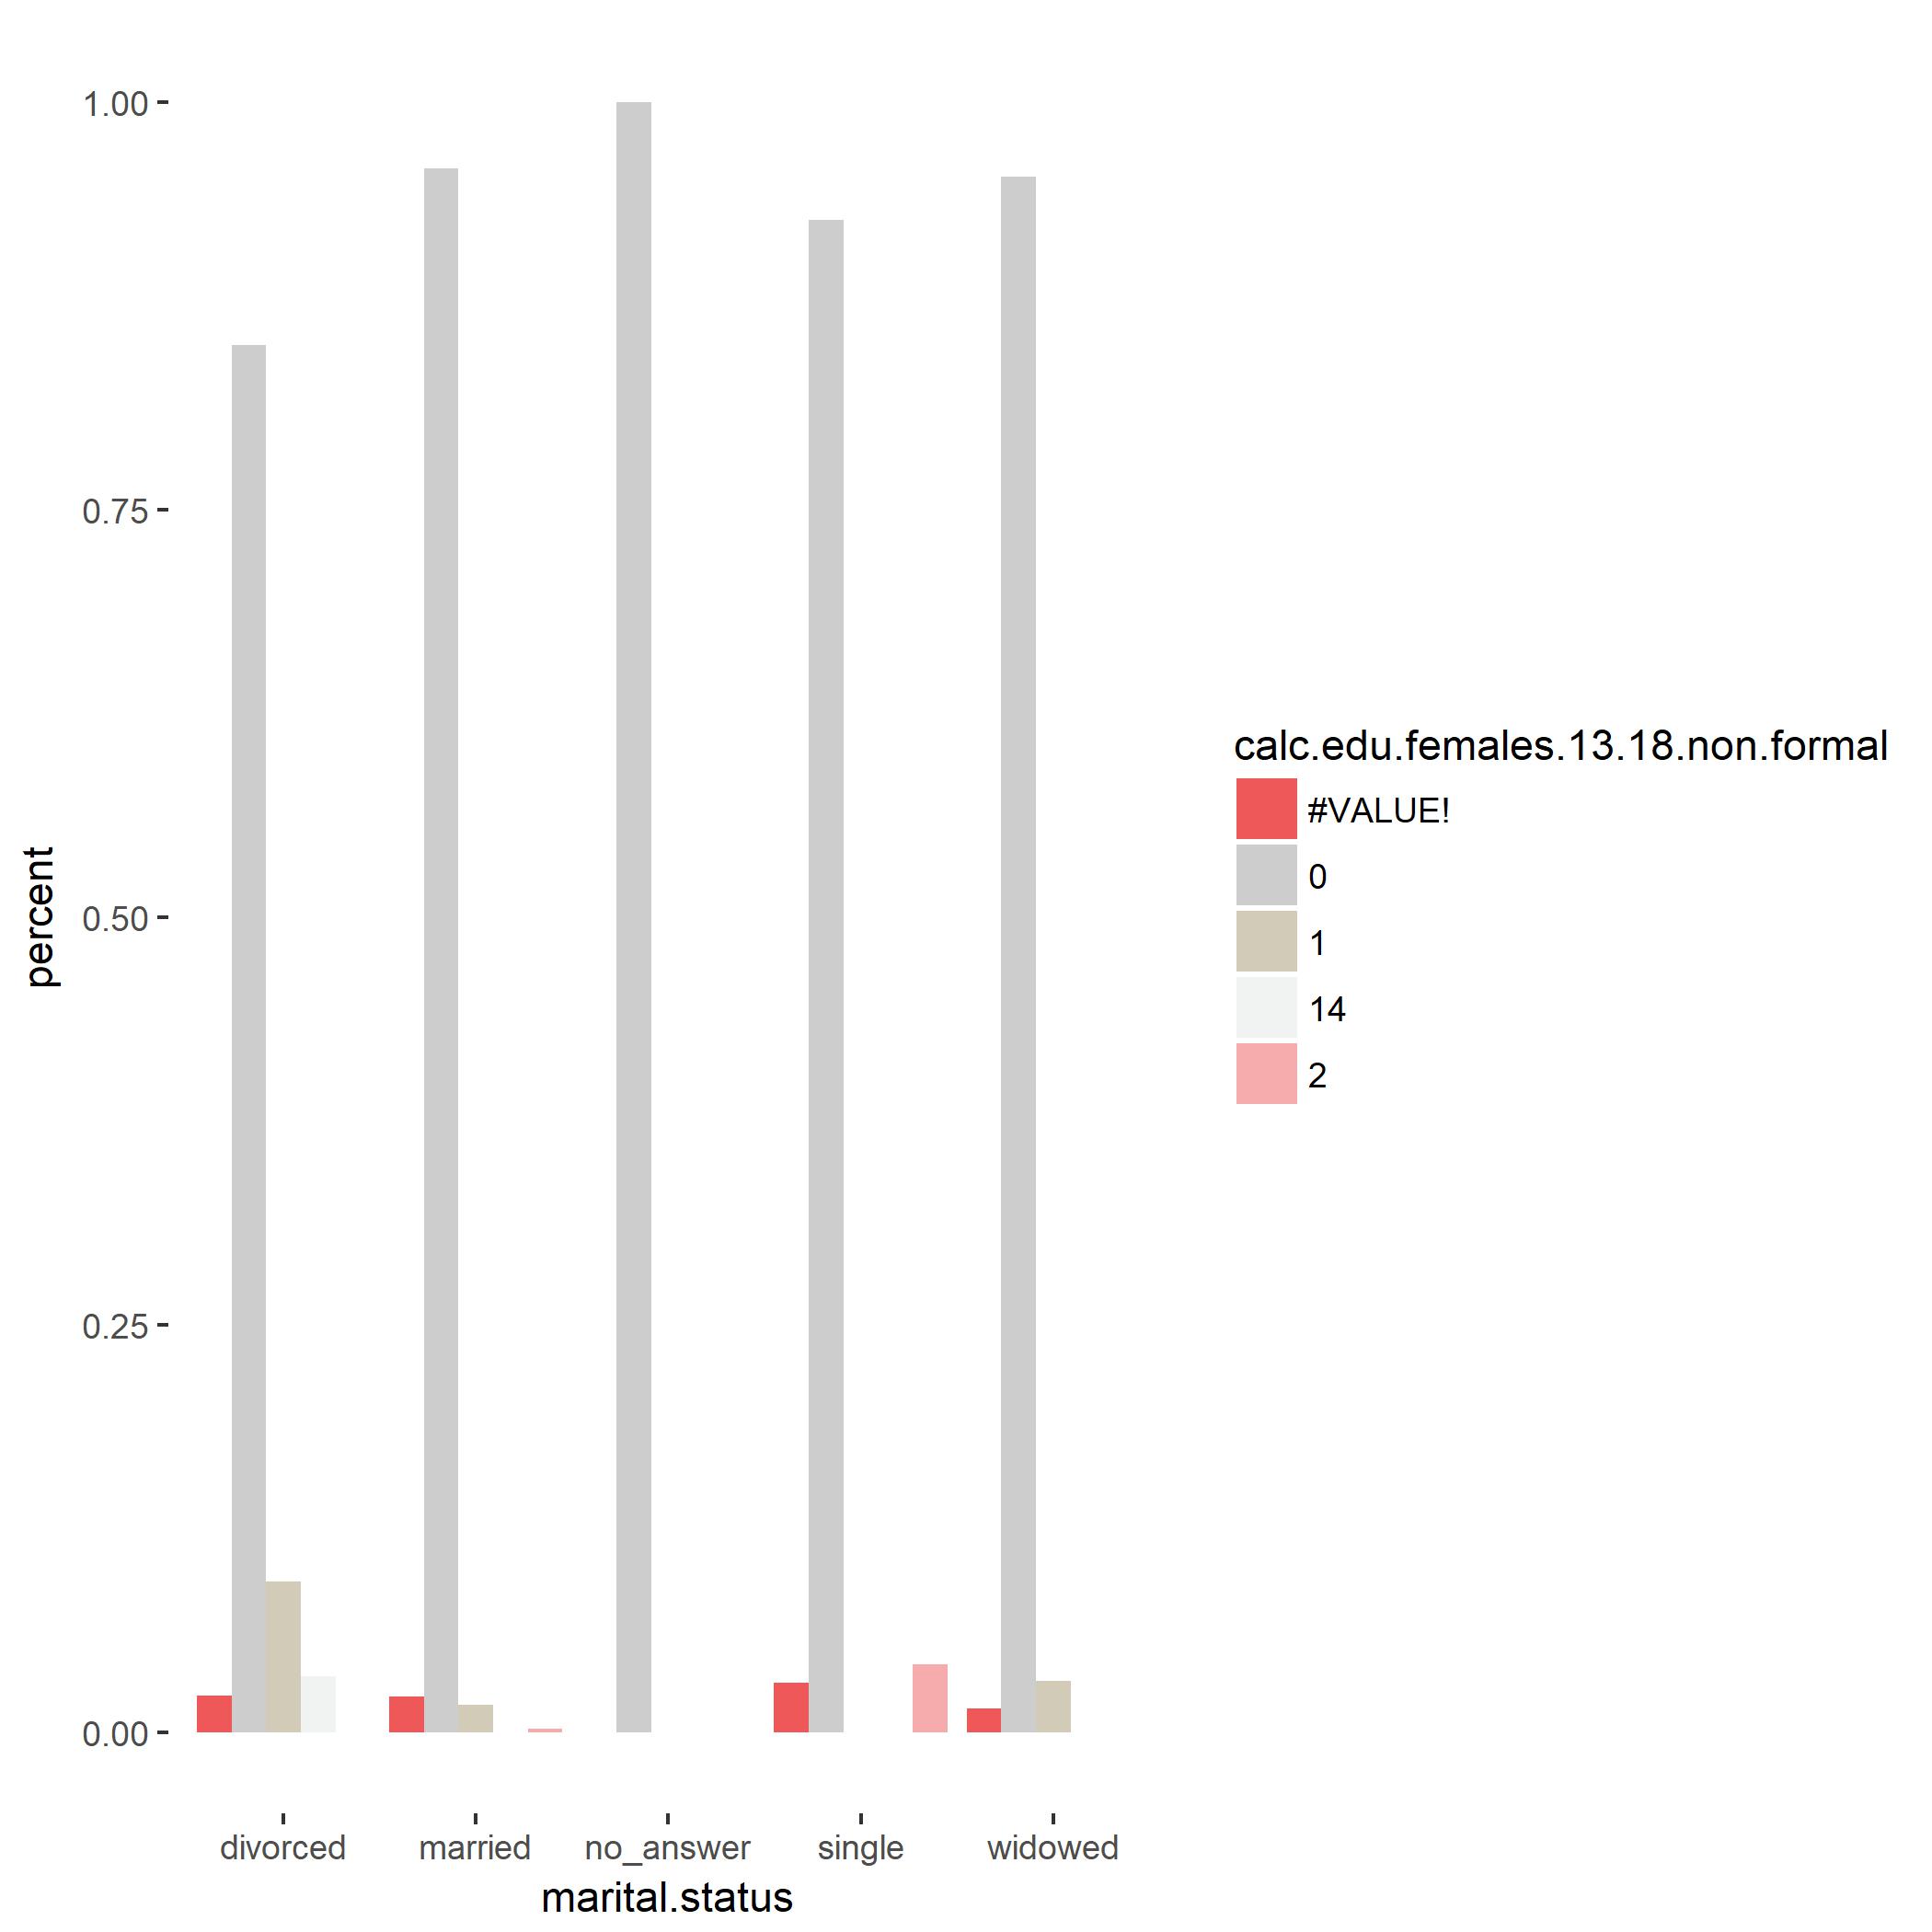 percent
1.00
0.75
0.50
0.25
0.00
divorced married no_answer single widowed
marital.status
calc.edu.females.13.18.non.formal
#VALUE!
0
1
14
2